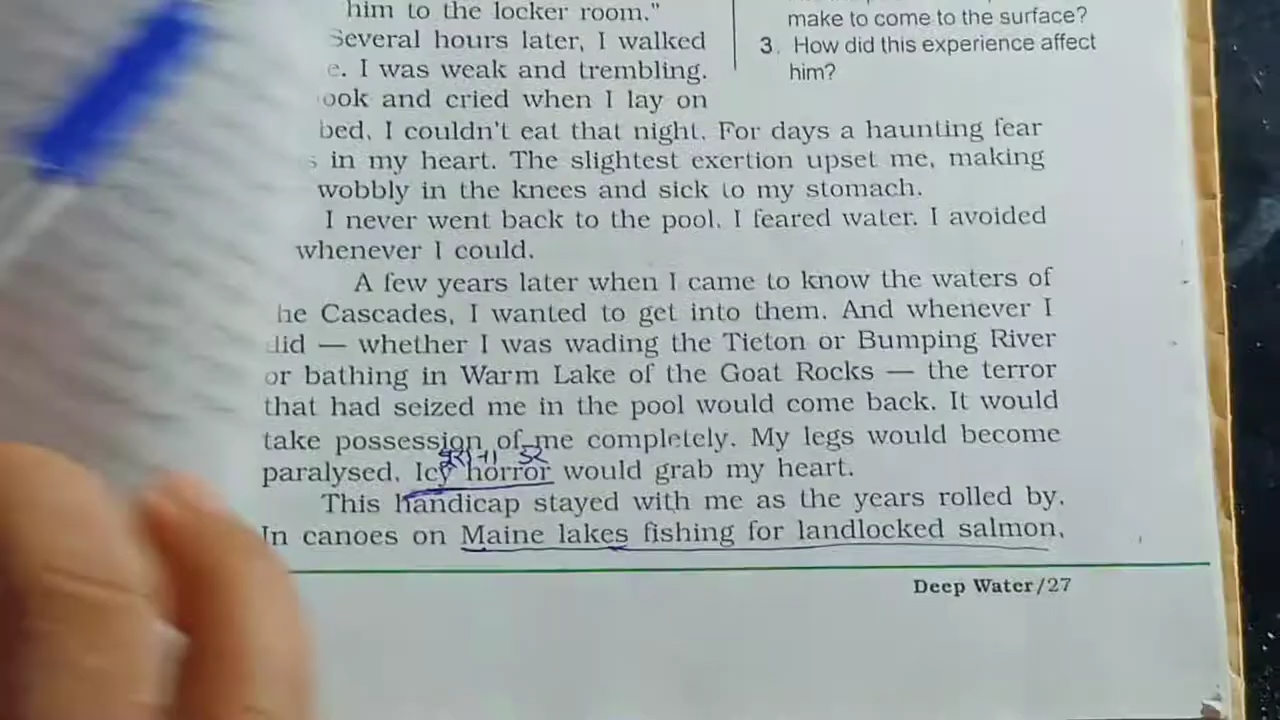 him to the locker room."
Several hours later, I walked
e. I was weak and trembling.
ook and cried when I lay on
bed. I couldn't eat that night. For days a haunting fear
s in my heart. The slightest exertion upset me, making
wobbly in the knees and sick to my stomach.
I never went back to the pool. I feared water. I avoided
whenever I could.
A few years later when I came to know the waters of
he Cascades, I wanted to get into them. And whenever I
did — whether I was wading the Tieton or Bumping River
or bathing in Warm Lake of the Goat Rocks — the terror
that had seized me in the pool would come back. It would
take possession of me completely. My legs would become
paralysed. Icy horror would grab my heart.
This handicap stayed with me as the years rolled by.
In canoes on Maine lakes fishing for landlocked salmon,
make to come to the surface?
3. How did this experience affect
him?
Deep Water/27